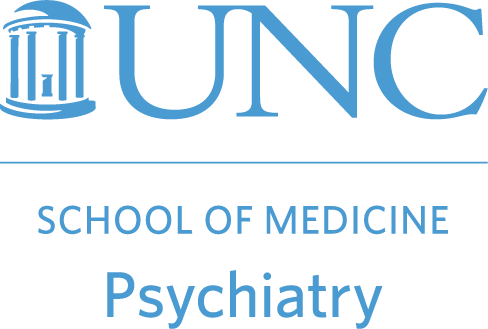 UNC
SCHOOL OF MEDICINE
Psychiatry